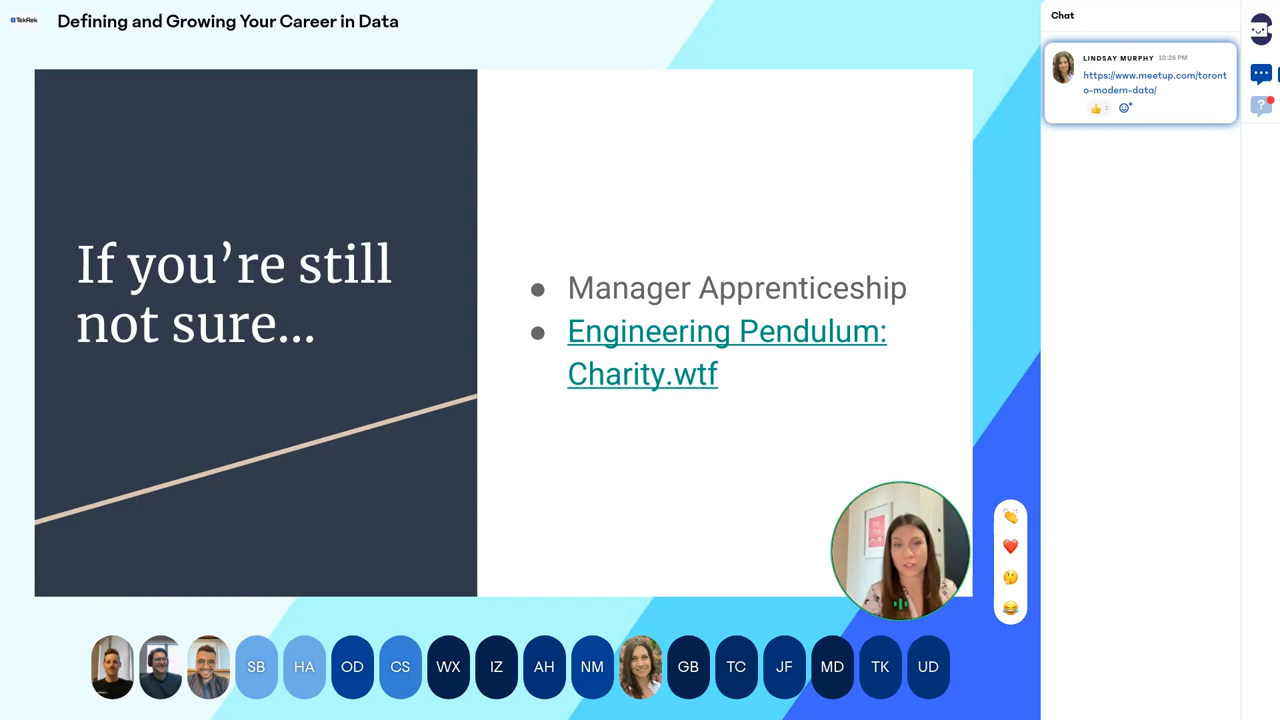 TekRek
Defining and Growing Your Career in Data
Chat
LINDSAY MURPHY 10:26 PM
https://www.meetup.com/toront
o-modern-data/
2
If you're still
not sure...
● Manager Apprenticeship
● Engineering Pendulum:
Charity.wtf
SB
HA
OD
CS
WX
IZ
AH
NM
GB
TC
JF
MD
TK
UD